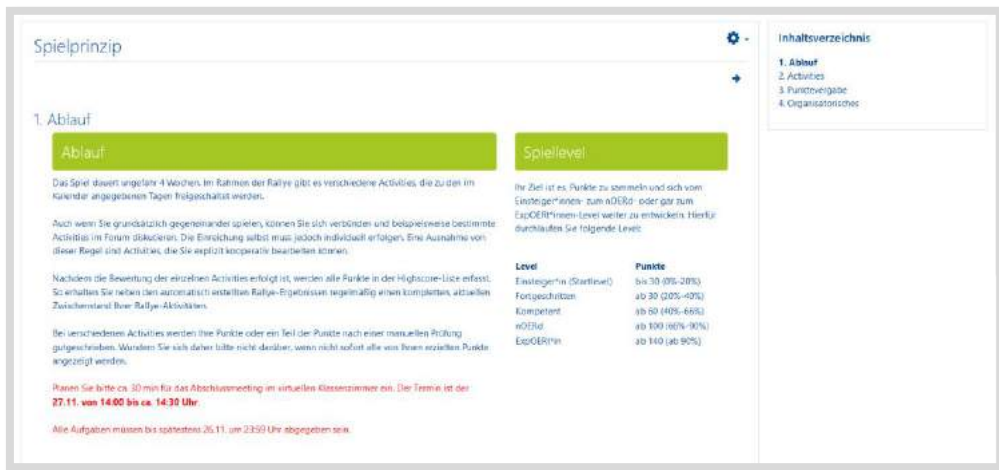 Spielprinzip
1. Ablauf
Ablauf
Das Spiel dauert ungefähr 4 Wochen. Im Rahmen der Rallye gibt es verschiedene Activities, die zu den im
Kalender angegebenen Tagen freigeschaltet werden.
Auch wenn Sie grundsätzlich gegeneinander spielen, können Sie sich verbünden und beispielsweise bestimmte
Activities im Forum diskutieren. Die Einreichung selbst muss jedoch individuell erfolgen. Eine Ausnahme von
dieser Regel sind Activities, die Sie explizit kooperativ bearbeiten können.
Nachdem die Bewertung der einzelnen Activities erfolgt ist, werden alle Punkte in der Highscore-Liste erfasst.
So erhalten Sie neben den automatisch erstellten Rallye-Ergebnissen regelmäßig einen kompletten, aktuellen
Zwischenstand Ihrer Rallye-Aktivitäten.
Bei verschiedenen Activities werden Ihre Punkte oder ein Teil der Punkte nach einer manuellen Prüfung
gutgeschrieben. Wundern Sie sich daher bitte nicht darüber, wenn nicht sofort alle von Ihnen erzielten Punkte
angezeigt werden.
Planen Sie bitte ca. 30 min für das Abschlussmeeting im virtuellen Klassenzimmer ein. Der Termin ist der
27.11. von 14:00 bis ca. 14:30 Uhr.
Alle Aufgaben müssen bis spätestens 26.11. um 23:59 Uhr abgegeben sein.
Spiellevel
Ihr Ziel ist es, Punkte zu sammeln und sich vom
Einsteiger*innen- zum nOERd- oder gar zum
ExpOERt*innen-Level weiter zu entwickeln. Hierfür
durchlaufen Sie folgende Level:
Level Punkte
Einsteiger*in (Startlevel) bis 30 (0%-20%)
Fortgeschritten ab 30 (20%-40%)
Kompetent ab 60 (40%-66%)
nOERd ab 100 (66%-90%)
ExpOERt*in ab 140 (ab 90%)
Inhaltsverzeichnis
1. Ablauf
2. Activities
3. Punktevergabe
4. Organisatorisches